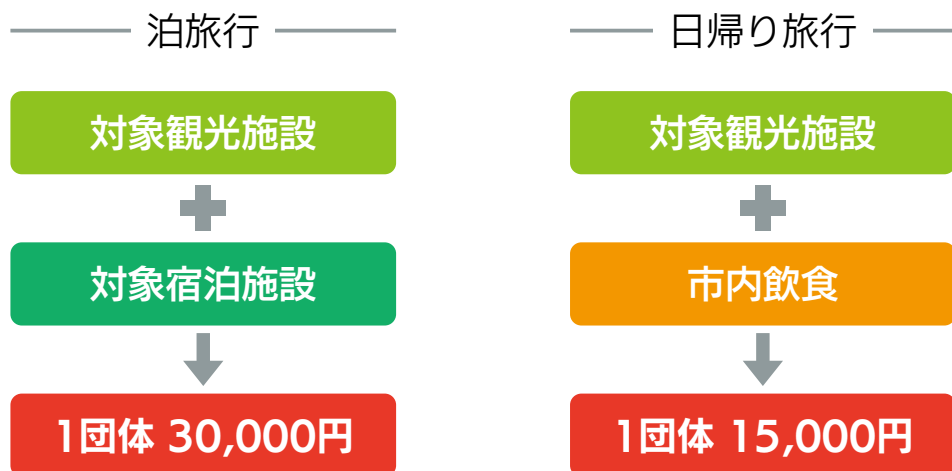 泊旅行
対象観光施設
対象宿泊施設
1団体 30,000円
日帰り旅行
対象観光施設
市内飲食
1団体 15,000円